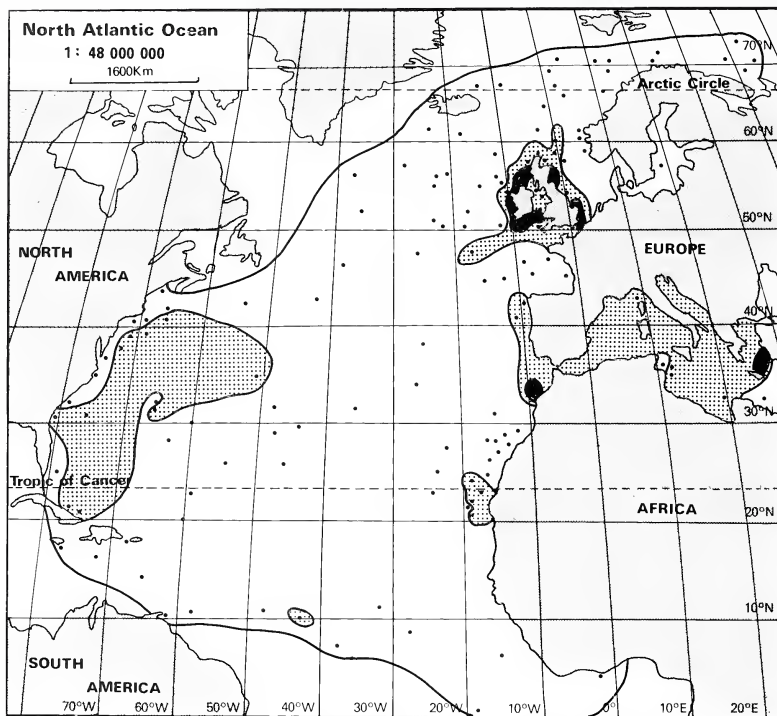 North Atlantic Ocean
1: 48 000 000
1600Km
70°N
Arctic Circle
60°N
50°N
NORTH
AMERICA
EUROPE
40°N
30°N
Tropic of Cancer
AFRICA
20°N
10°N
SOUTH
AMERICA
70°W
60°W
50°W
40°W
30°W
20°W
10°W
0°
10°E
20°E